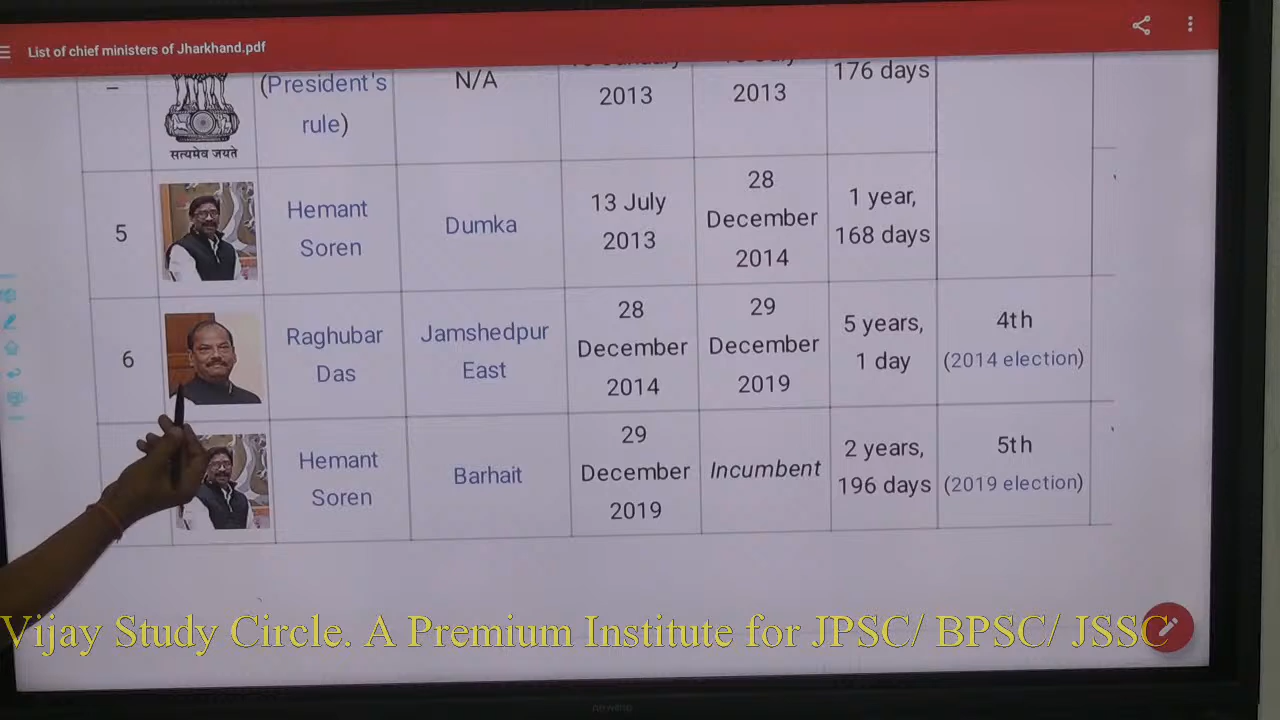 List of chief ministers of Jharkhand.pdf
–
सत्यमेव जयते
(President's
rule)
N/A
2013
2013
176 days
5
Hemant
Soren
Dumka
13 July
2013
28
December
2014
1 year,
168 days
6
Raghubar
Das
Jamshedpur
East
28
December
2014
29
December
2019
5 years,
1 day
4th
(2014 election)
Hemant
Soren
Barhait
29
December
2019
Incumbent
2 years,
196 days
5th
(2019 election)
Vijay Study Circle. A Premium Institute for JPSC/ BPSC/ JSSC